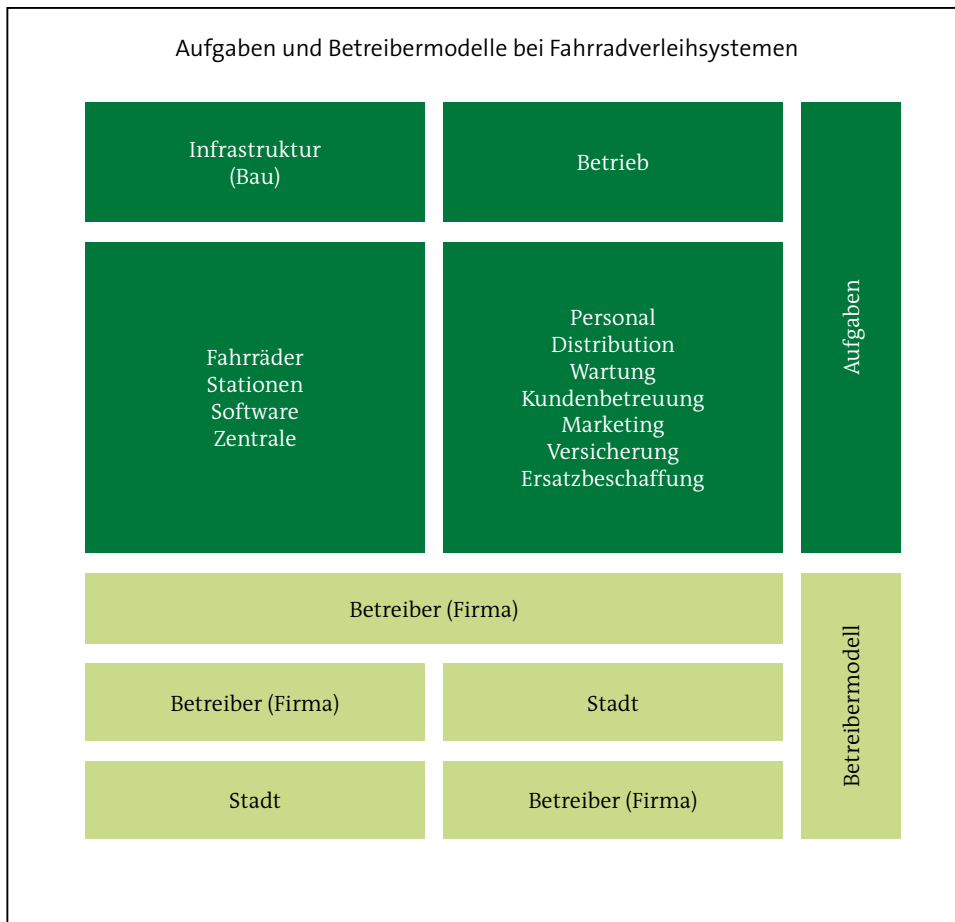 Aufgaben und Betreibermodelle bei Fahrradverleihsystemen
Infrastruktur
(Bau)
Betrieb
Fahrräder
Stationen
Software
Zentrale
Personal
Distribution
Wartung
Kundenbetreuung
Marketing
Versicherung
Ersatzbeschaffung
Aufgaben
Betreiber (Firma)
Betreiber (Firma)
Stadt
Stadt
Betreiber (Firma)
Betreibermodell